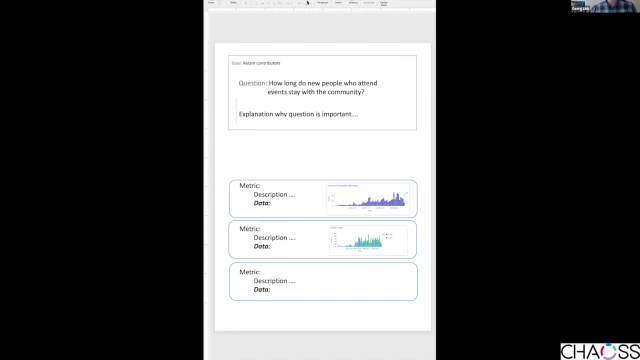 Goal: Retain contributors
Question: How long do new people who attend
events stay with the community?
Explanation why question is important....
Metric:
Description ....
Data:
Metric:
Description ....
Data:
Metric:
Description ....
Data:
CHAOSS